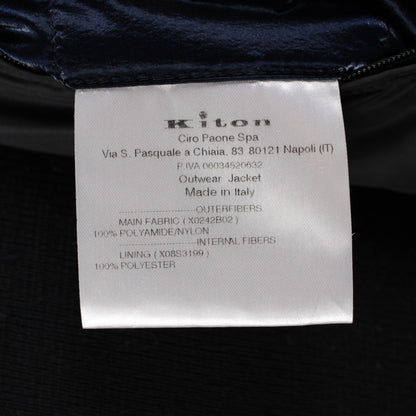 Kiton
Ciro Paone Spa
Via S. Pasquale a Chiaia, 83 80121 Napoli (IT)
P.IVA 06034520632
Outwear Jacket
Made in Italy
--------------------OUTERFIBERS
MAIN FABRIC ( X0242B02 )
100% POLYAMIDE/NYLON
--------------------INTERNAL FIBERS
LINING ( X08S3199 )
100% POLYESTER